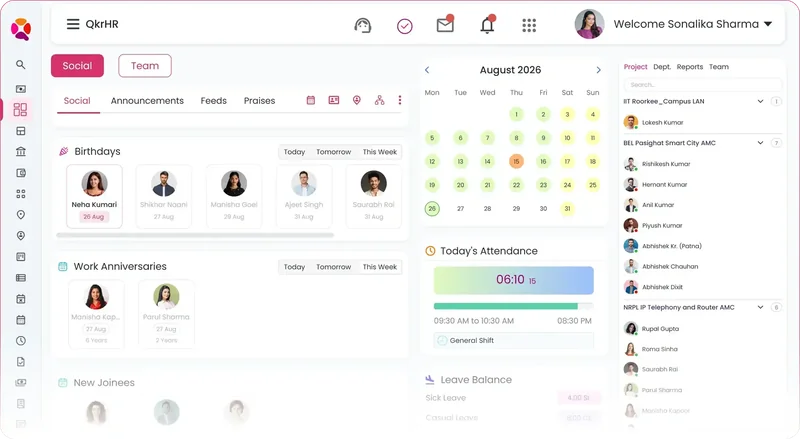 QkrHR
Welcome Sonalika Sharma
Social
Team
Social
Announcements
Feeds
Praises
Birthdays
Today
Tomorrow
This Week
Neha Kumari
26 Aug
Shikhar Naani
27 Aug
Manisha Goel
28 Aug
Ajeet Singh
31 Aug
Saurabh Rai
31 Aug
Work Anniversaries
Today
Tomorrow
This Week
Manisha Kap...
27 Aug
6 Years
Parul Sharma
27 Aug
2 Years
New Joinees
August 2026
Mon Tue Wed Thu Fri Sat Sun
1 2 3 4
5 6 7 8 9 10 11
12 13 14 15 16 17 18
19 20 21 22 23 24 25
26 27 28 29 30 31
Today's Attendance
06:10 15
09:30 AM to 10:30 AM
08:30 PM
General Shift
Leave Balance
Sick Leave
Casual Leave
Project
Dept.
Reports
Team
Search...
IIT Roorkee_Campus LAN
1
Lokesh Kumar
BEL Pasighat Smart City AMC
7
Rishikesh Kumar
Hemant Kumar
Anil Kumar
Piyush Kumar
Abhishek Kr. (Patna)
Abhishek Chauhan
Abhishek Dixit
NRPL IP Telephony and Router AMC
6
Rupal Gupta
Roma Sinha
Saurabh Rai
Parul Sharma
Manisha Kapoor